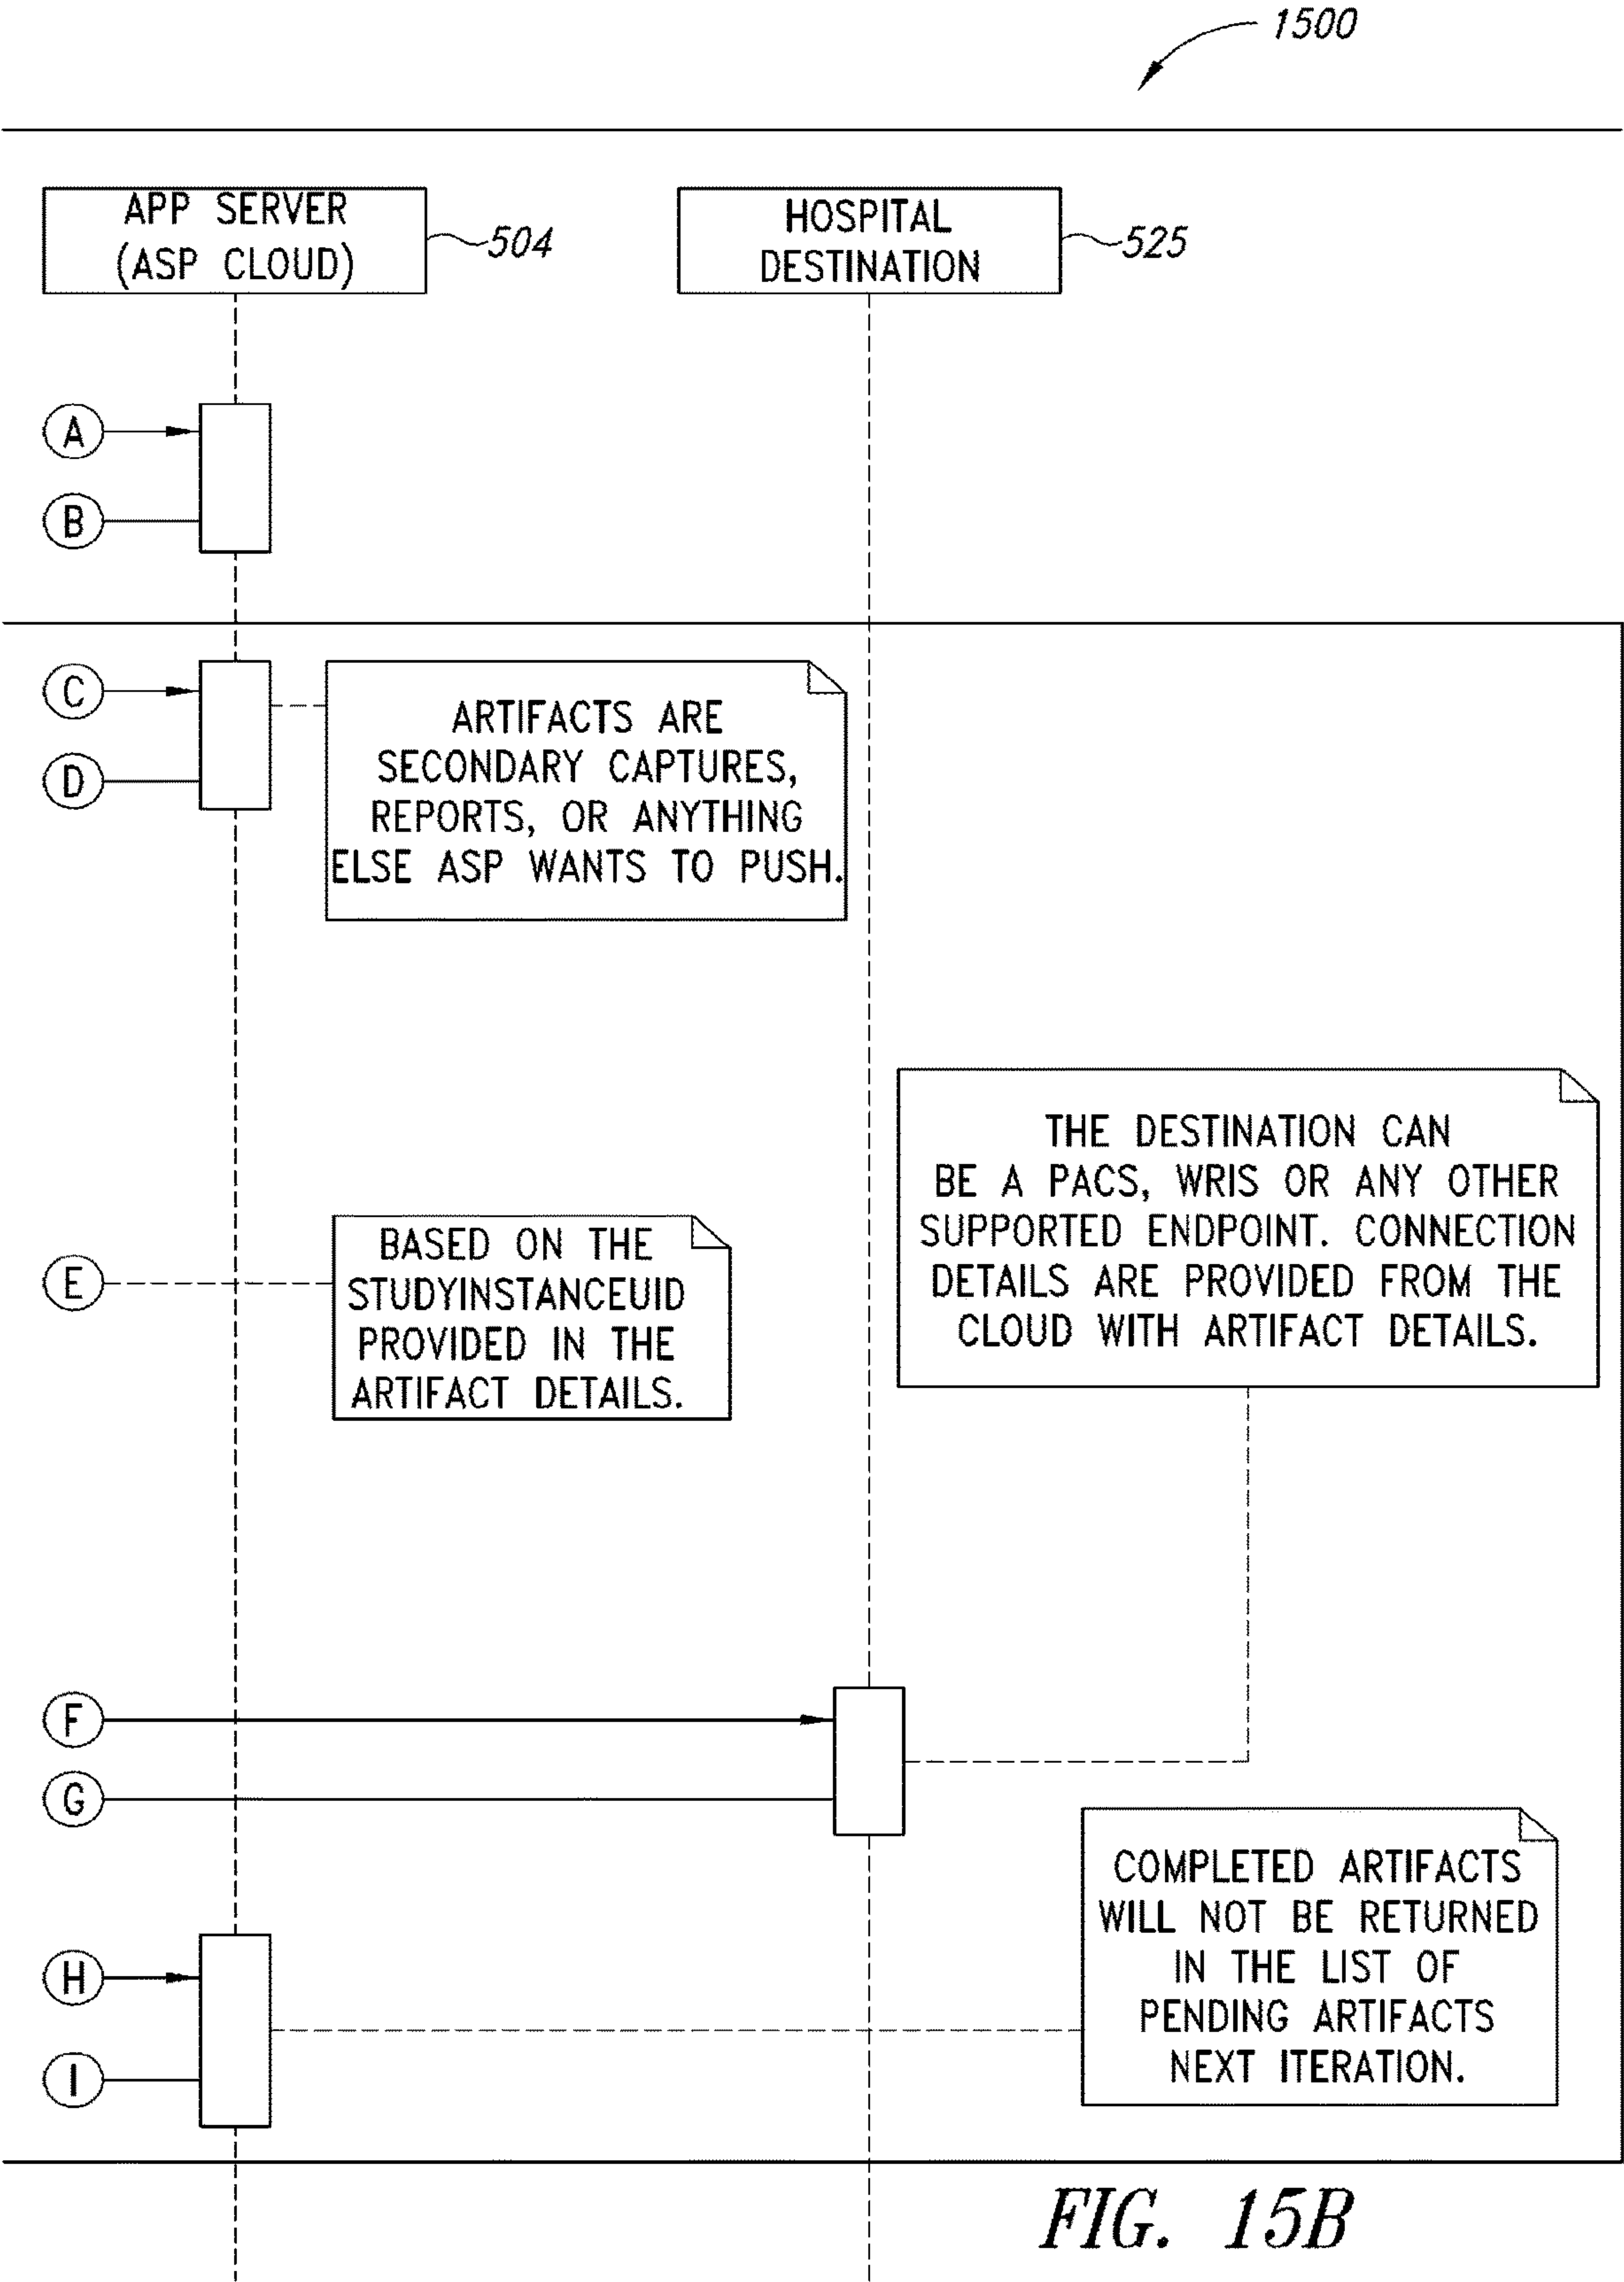 1500
APP SERVER
(ASP CLOUD)
504
HOSPITAL
DESTINATION
525
A
B
C
D
ARTIFACTS ARE
SECONDARY CAPTURES,
REPORTS, OR ANYTHING
ELSE ASP WANTS TO PUSH.
THE DESTINATION CAN
BE A PACS, WRIS OR ANY OTHER
SUPPORTED ENDPOINT. CONNECTION
DETAILS ARE PROVIDED FROM THE
CLOUD WITH ARTIFACT DETAILS.
E
BASED ON THE
STUDYINSTANCEUID
PROVIDED IN THE
ARTIFACT DETAILS.
F
G
H
I
COMPLETED ARTIFACTS
WILL NOT BE RETURNED
IN THE LIST OF
PENDING ARTIFACTS
NEXT ITERATION.
FIG. 15B